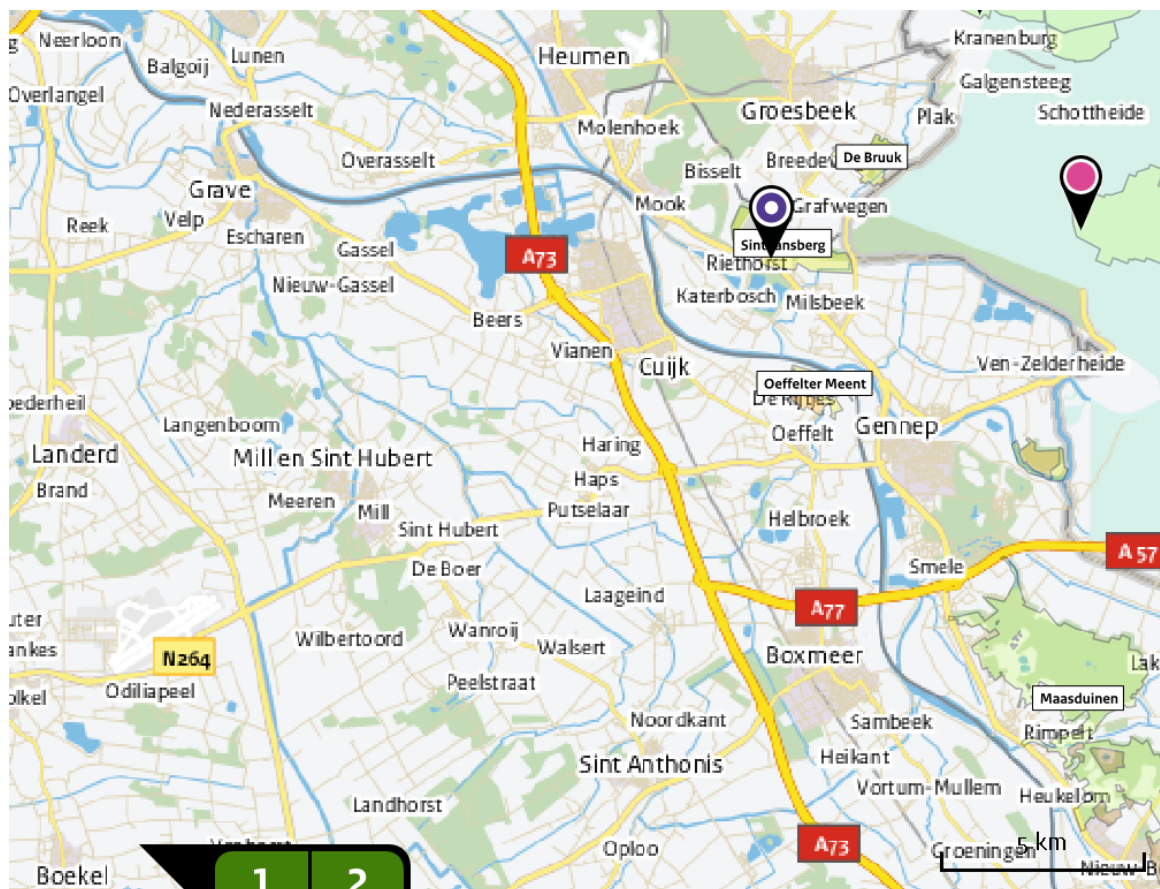 Neerloon
Kranenburg
Lunen
Heumen
Balgoij
Galgensteeg
Overlangel
Nederasselt
Groesbeek
Schottheide
Plak
Molenhoek
De Bruuk
Overasselt
Bisselt
Grave
Mook
Grafwegen
Velp
Reek
Escharen
Gassel
A73
Riethorst
Nieuw-Gassel
Katerbosch
Milsbeek
Beers
Vianen
Ven-Zelderheide
Cuijk
Oeffelter Meent
Langenboom
Oeffelt
Gennep
Haring
Landerd
Mill en Sint Hubert
Haps
Brand
Meeren
Mill
Putselaar
Helbroek
Sint Hubert
A 57
De Boer
Smele
Laageind
A77
Wanroij
Wilbertoord
Walsert
N264
Boxmeer
Peelstraat
Odiliapeel
Maasduinen
Noordkant
Sambeek
Rimpelt
Sint Anthonis
Heikant
Vortum-Mullem
Heukelom
Landhorst
5 km
A73
Oploo
Groeningen
Boekel
1 2